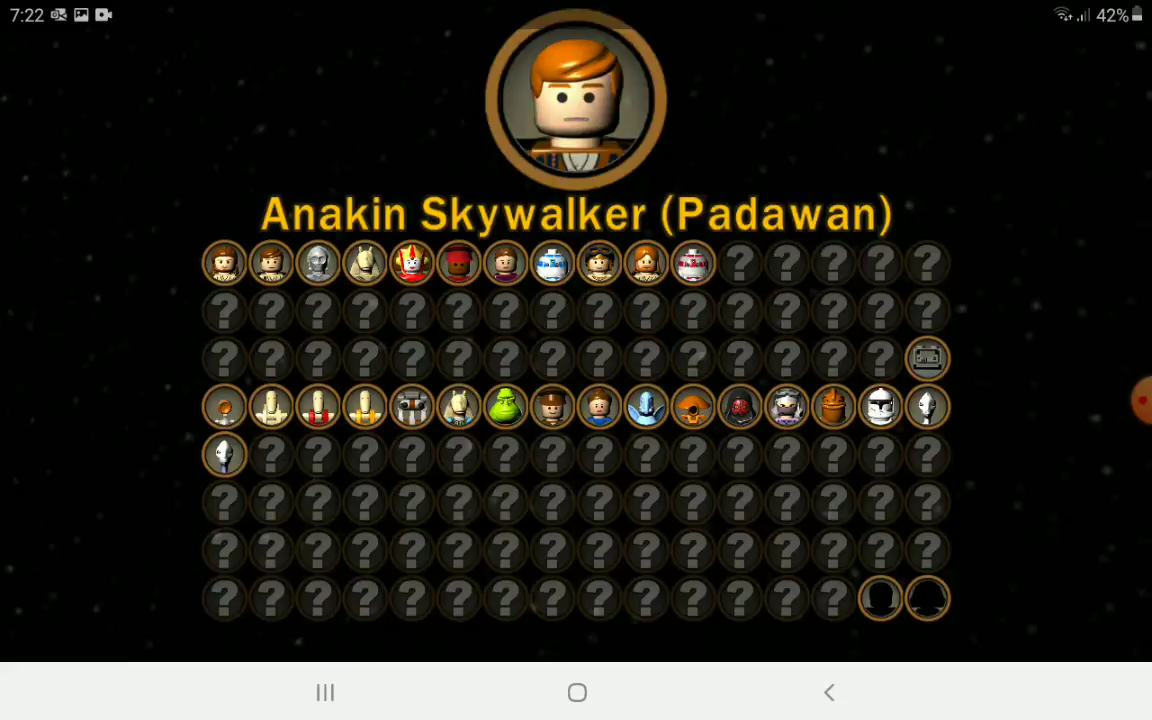 7:22 42%
Anakin Skywalker (Padawan)
? ? ? ? ?
? ? ? ? ? ? ? ? ? ? ? ? ? ? ? ?
? ? ? ? ? ? ? ? ? ? ? ? ? ? ?
? ? ? ? ? ? ? ? ? ? ? ? ? ? ?
? ? ? ? ? ? ? ? ? ? ? ? ? ? ? ?
? ? ? ? ? ? ? ? ? ? ? ? ? ? ? ?
? ? ? ? ? ? ? ? ? ? ? ? ? ?